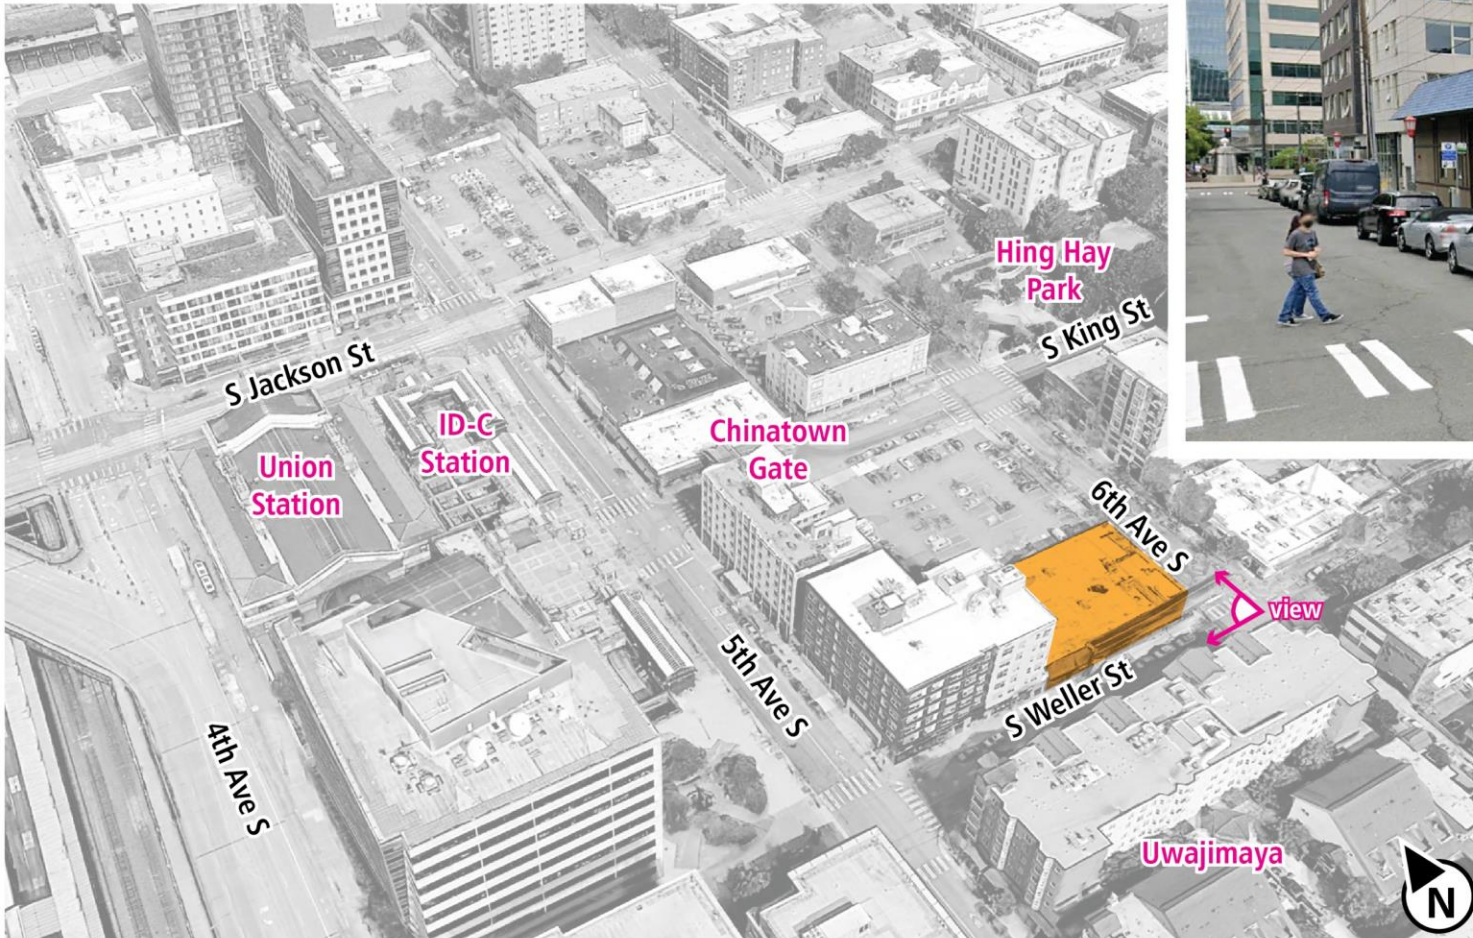 Hing Hay
Park
S King St
S Jackson St
ID-C
Station
Union
Station
Chinatown
Gate
6th Ave S
view
5th Ave S
S Weller St
4th Ave S
Uwajimaya
N